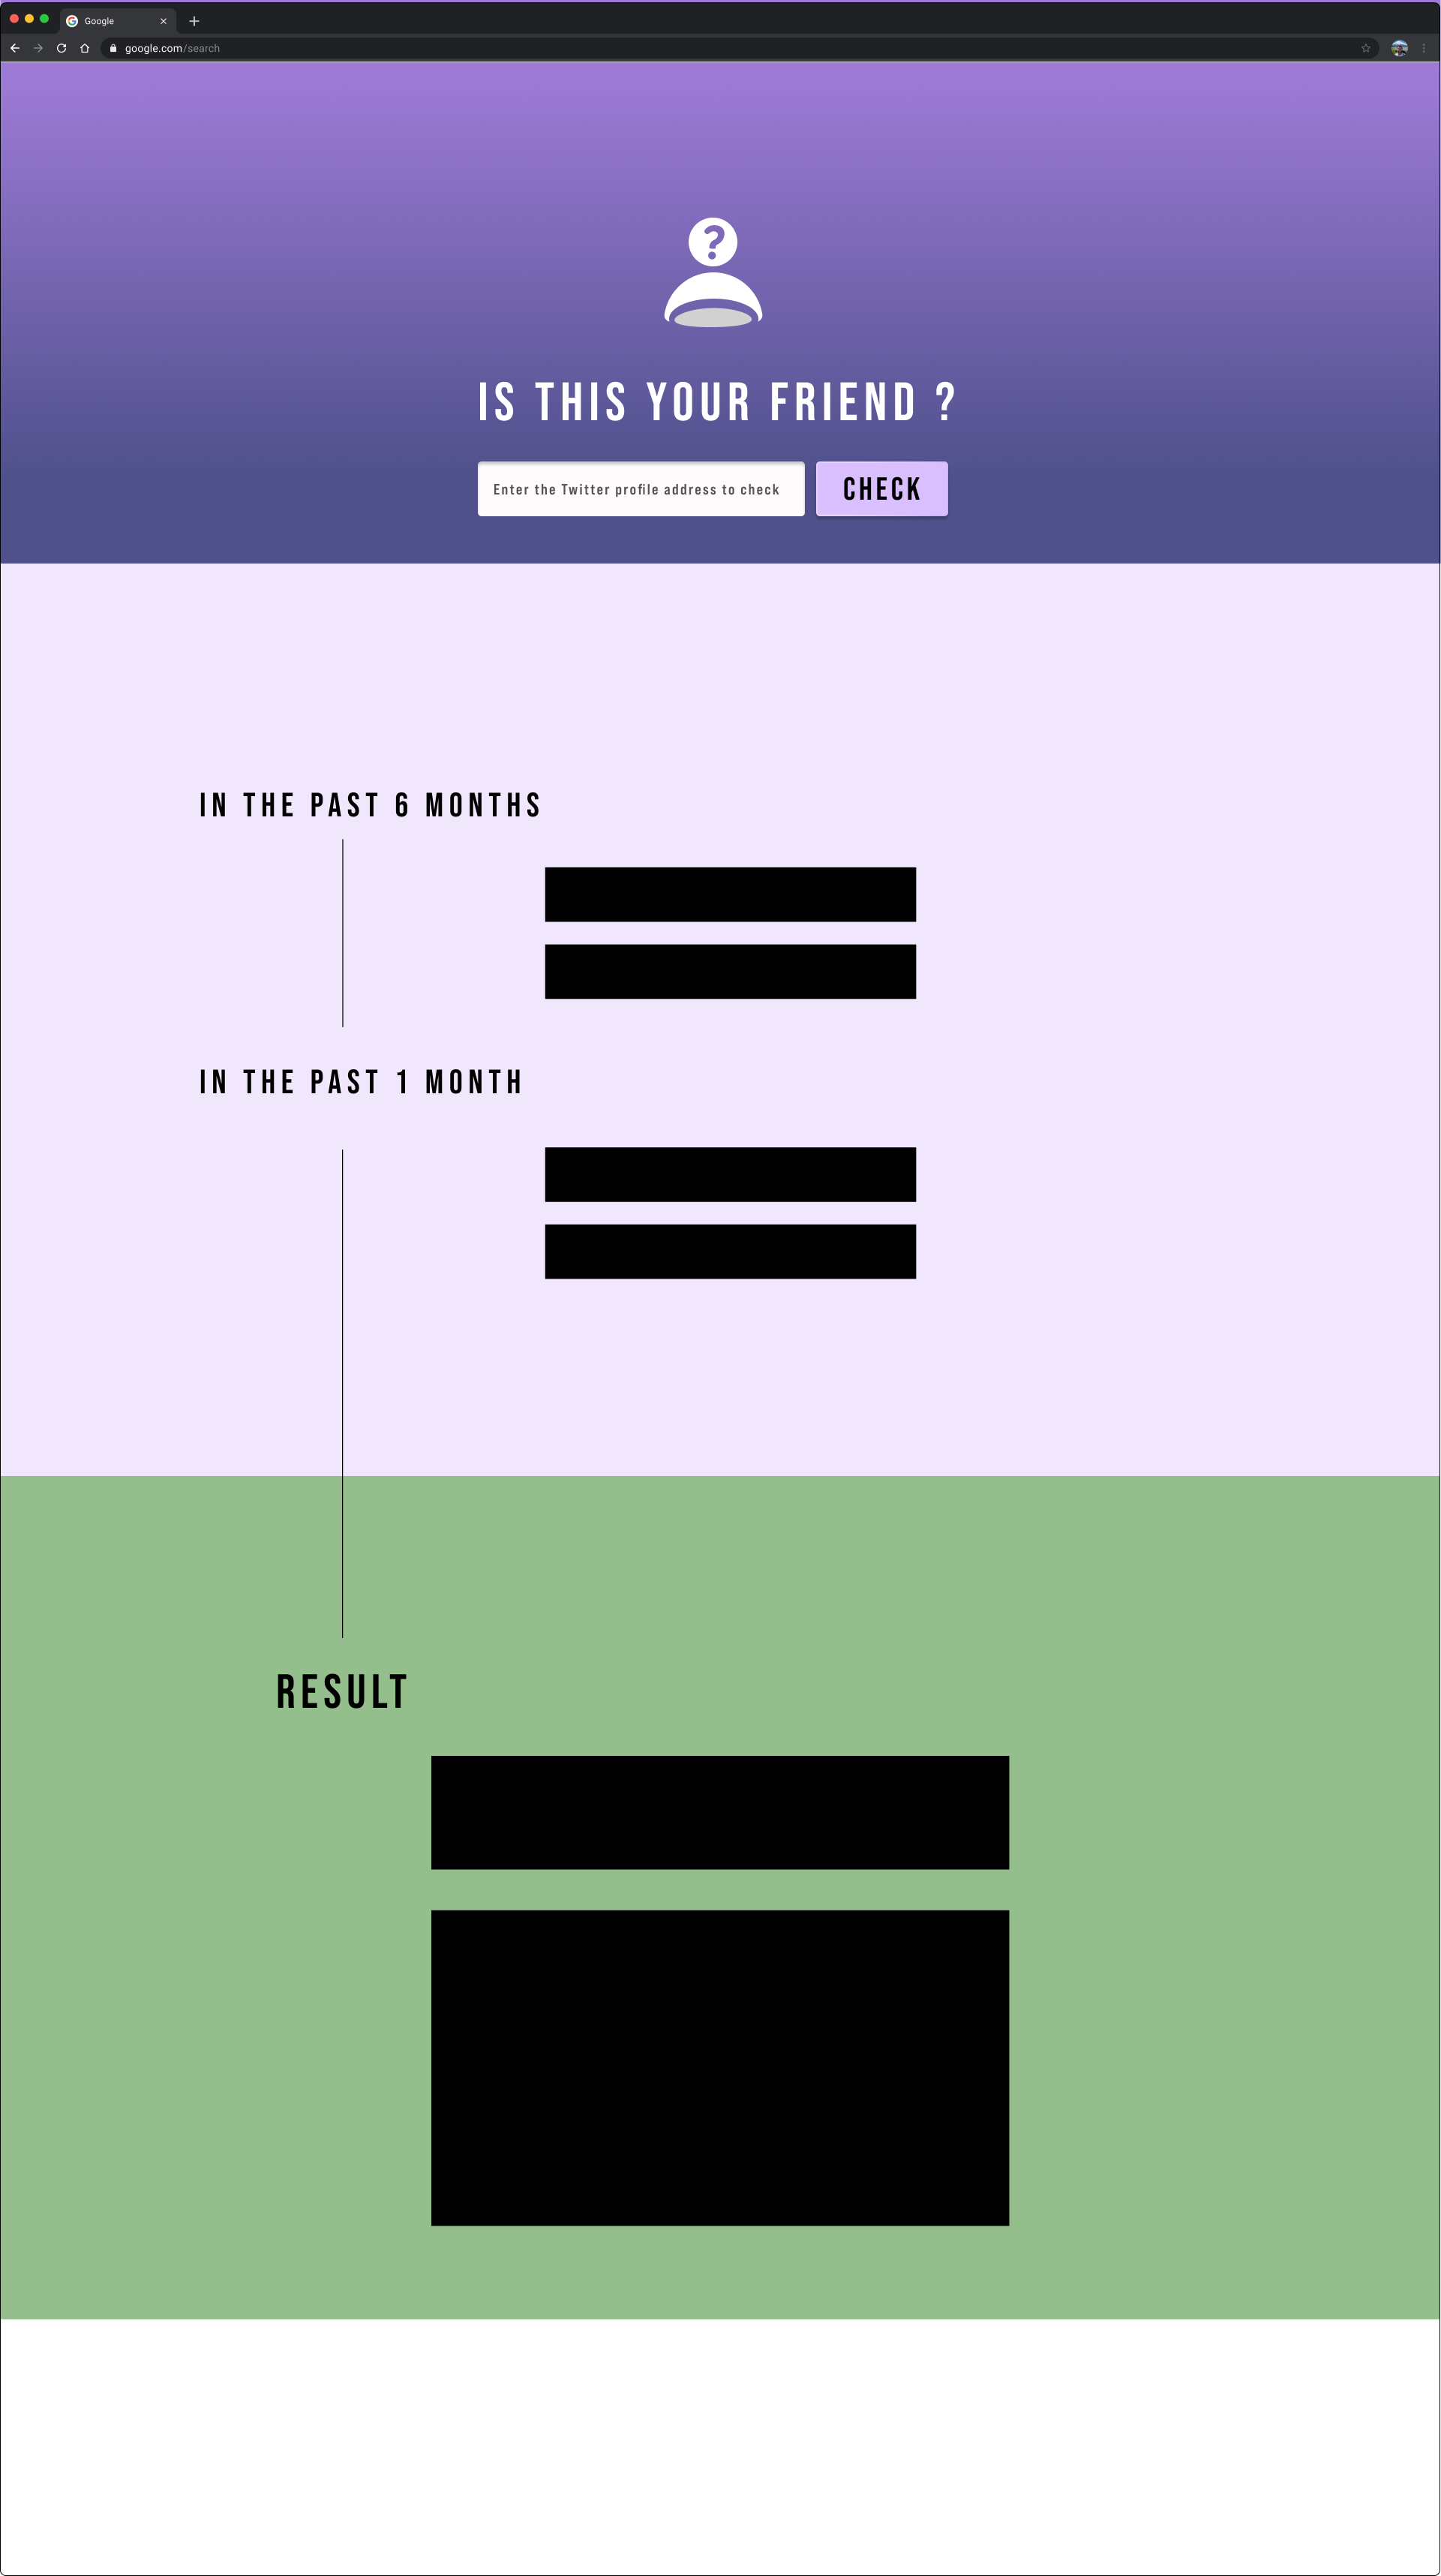 Google
google.com/search
?
IS THIS YOUR FRIEND ?
Enter the Twitter profile address to check
CHECK
IN THE PAST 6 MONTHS
IN THE PAST 1 MONTH
RESULT